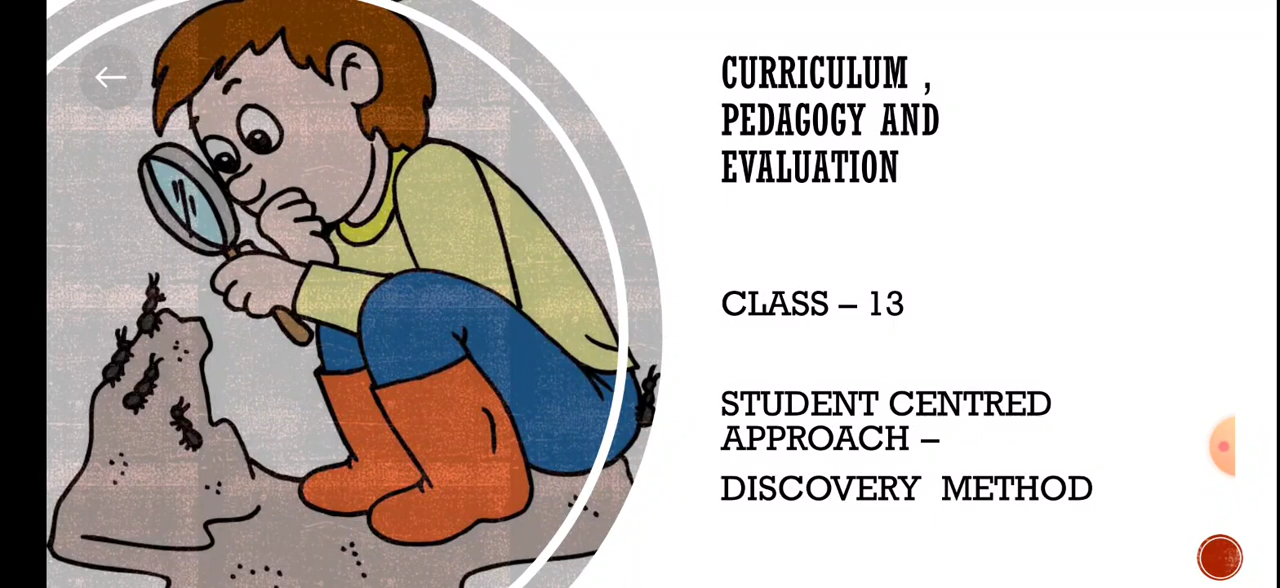 CURRICULUM ,
PEDAGOGY AND
EVALUATION
CLASS – 13
STUDENT CENTRED
APPROACH –
DISCOVERY METHOD